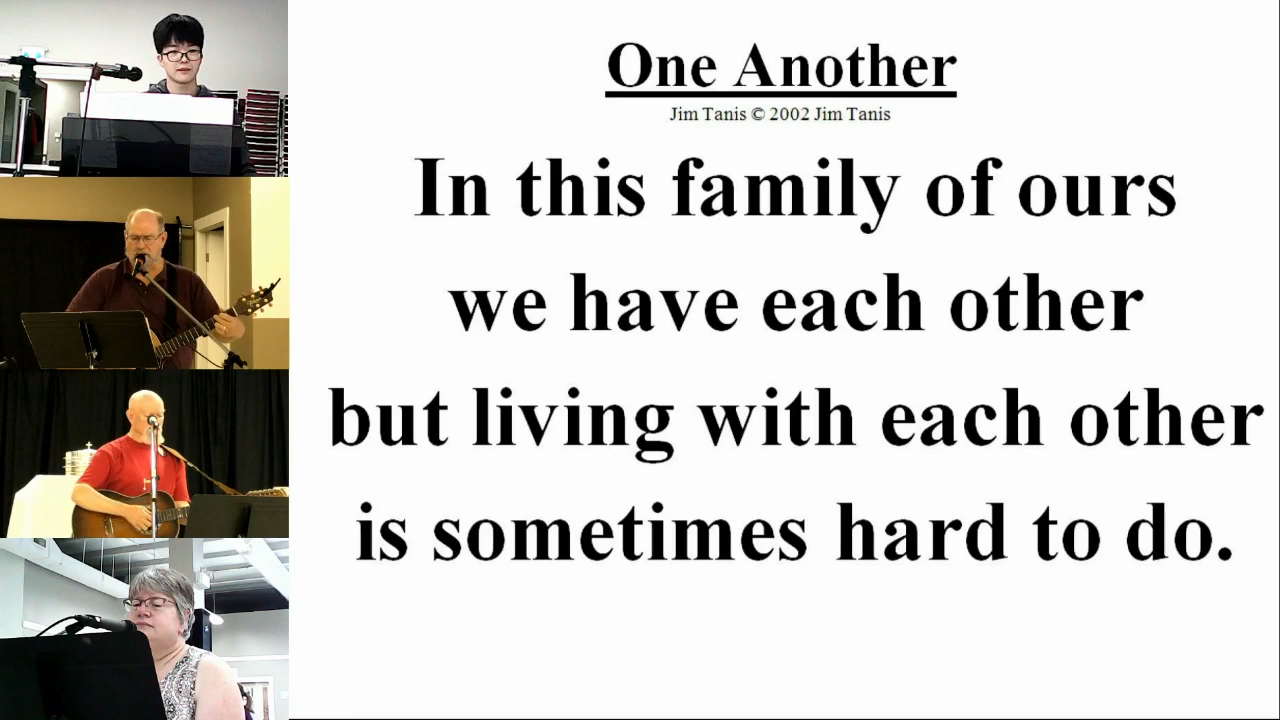 One Another
Jim Tanis © 2002 Jim Tanis
In this family of ours
we have each other
but living with each other
is sometimes hard to do.